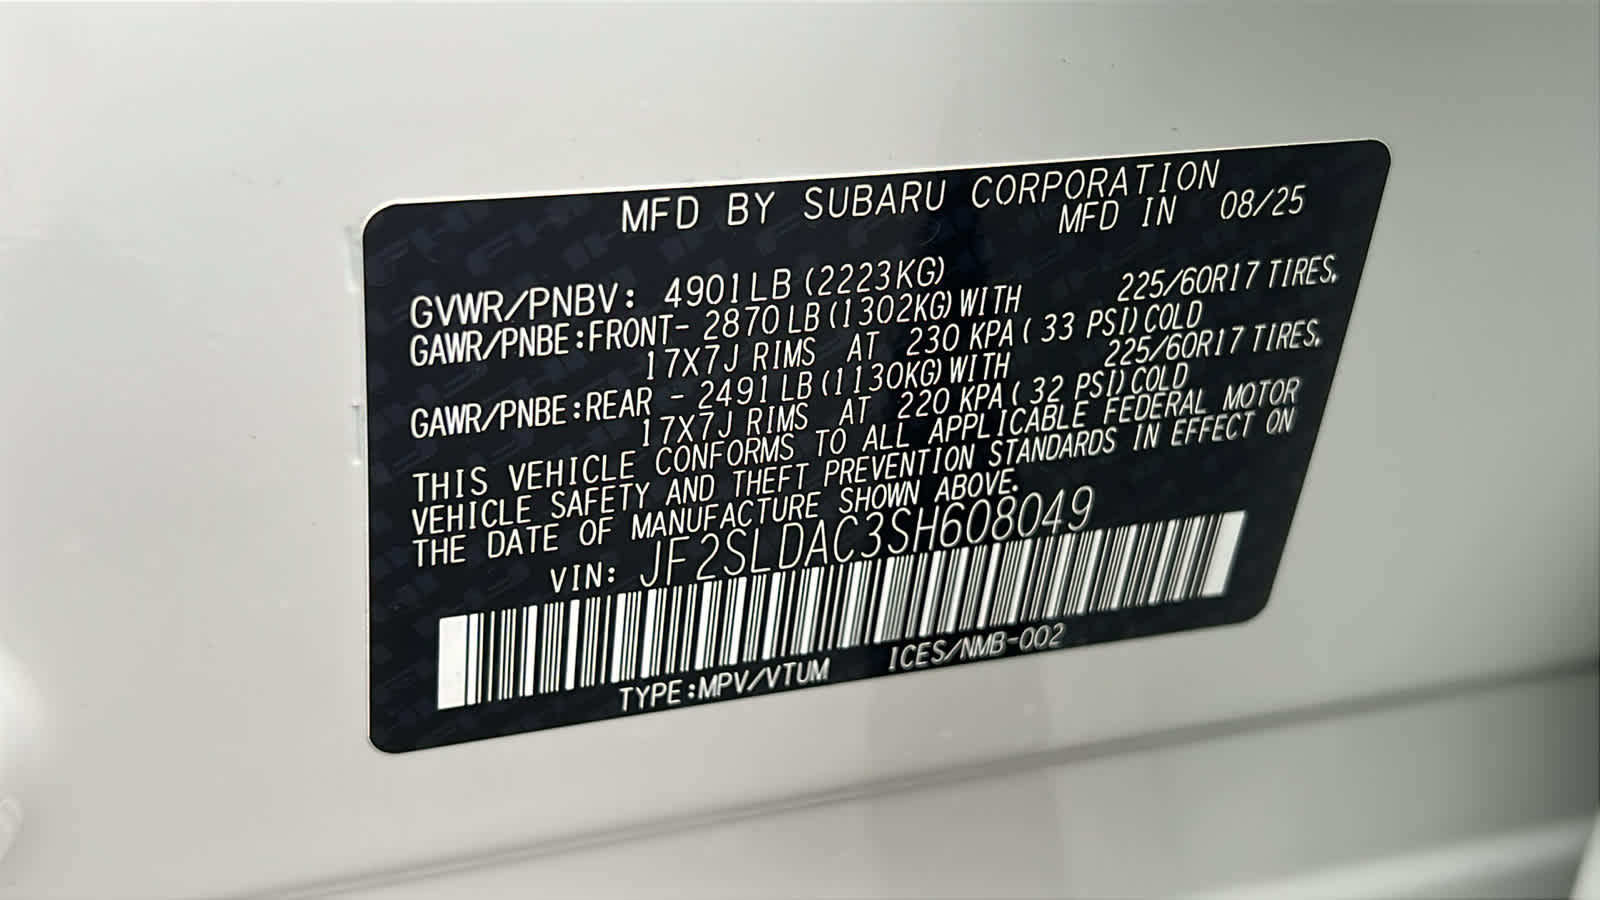 MFD BY SUBARU CORPORATION
MFD IN 08/25
GVWR/PNBV: 4901LB (2223KG)
GAWR/PNBE:FRONT- 2870LB(1302KG)WITH 225/60R17 TIRES,
17X7J RIMS AT 230 KPA( 33 PSI)COLD
GAWR/PNBE:REAR - 2491LB(1130KG)WITH 225/60R17 TIRES,
17X7J RIMS AT 220 KPA( 32 PSI)COLD
THIS VEHICLE CONFORMS TO ALL APPLICABLE FEDERAL MOTOR
VEHICLE SAFETY AND THEFT PREVENTION STANDARDS IN EFFECT ON
THE DATE OF MANUFACTURE SHOWN ABOVE.
VIN: JF2SLDAC3SH608049
TYPE:MPV/VTUM ICES/NMB-002